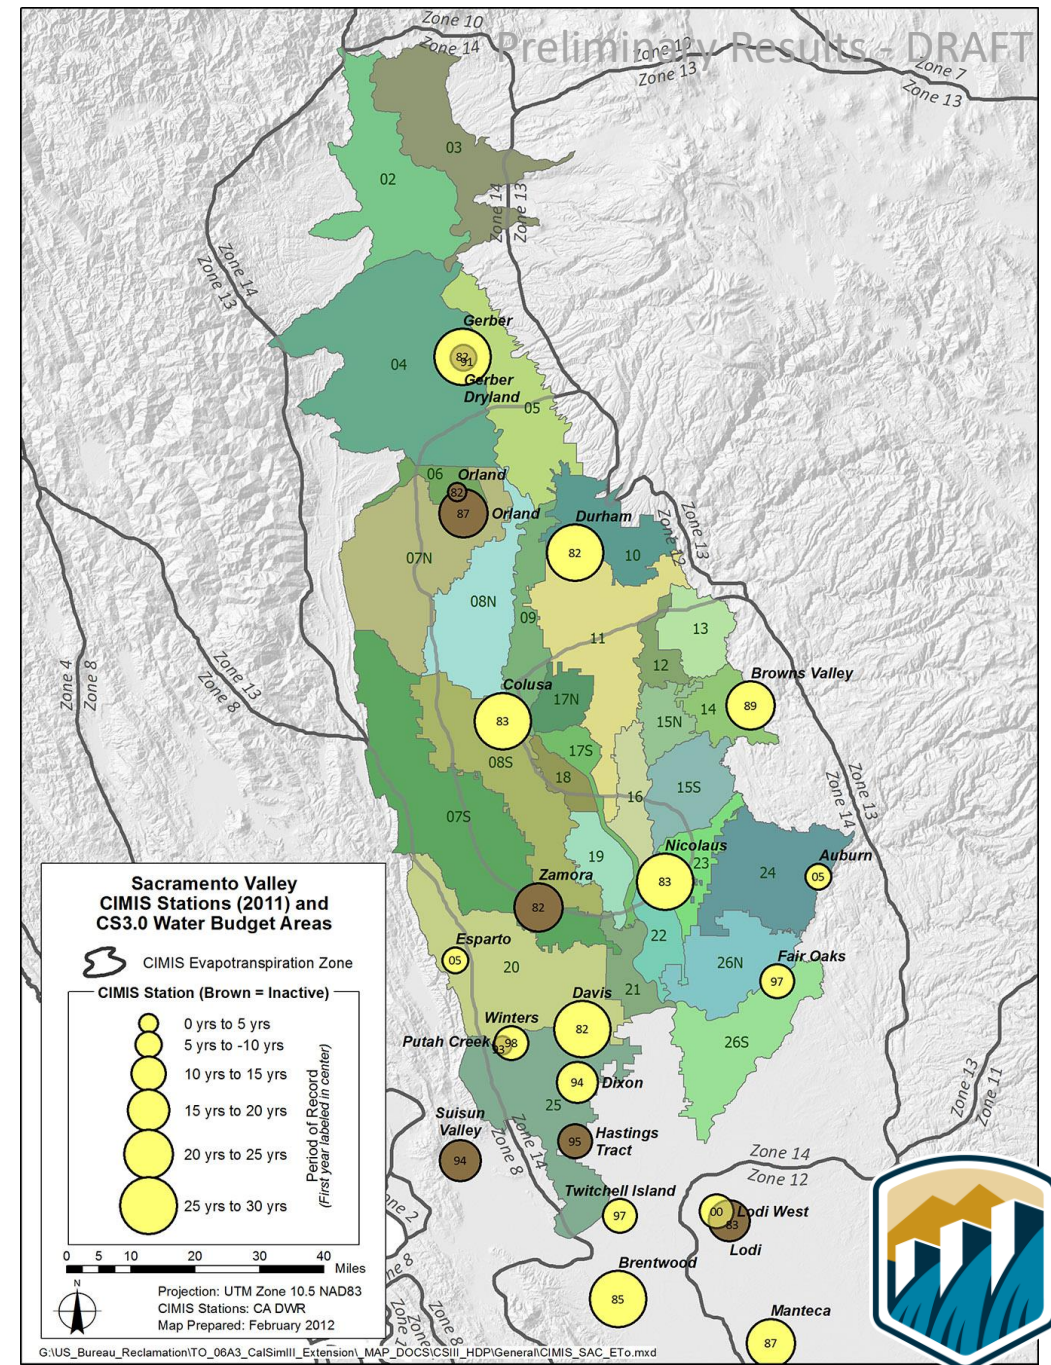 Preliminary Results - DRAFT
Zone 10
Zone 14
Zone 10
Zone 13
Zone 7
Zone 13
03
02
Zone 14
Zone 13
Zone 14
Zone 13
Gerber
82
91
04
Gerber
Dryland
05
06
Orland
82
87
Orland
Durham
82
10
Zone 12
Zone 13
07N
08N
09
11
13
12
Zone 4
Zone 8
Zone 13
Zone 8
Browns Valley
89
Colusa
83
17N
15N
14
17S
08S
18
16
15S
Zone 13
Zone 14
07S
19
Nicolaus
83
23
24
Auburn
05
Zamora
82
Esparto
05
20
22
26N
Fair Oaks
97
21
Davis
82
Winters
Putah Creek
93
98
26S
94
Dixon
25
95
Hastings
Tract
Suisun
Valley
94
Zone 14
Zone 8
Zone 13
Zone 11
Zone 14
Zone 12
Twitchell Island
97
00
Lodi West
83
Lodi
Zone 2
Brentwood
85
Manteca
87
Zone 8
Sacramento Valley
CIMIS Stations (2011) and
CS3.0 Water Budget Areas
CIMIS Evapotranspiration Zone
CIMIS Station (Brown = Inactive)
0 yrs to 5 yrs
5 yrs to -10 yrs
10 yrs to 15 yrs
15 yrs to 20 yrs
20 yrs to 25 yrs
25 yrs to 30 yrs
Period of Record
(First year labeled in center)
0 5 10 20 30 40
Miles
N
Projection: UTM Zone 10.5 NAD83
CIMIS Stations: CA DWR
Map Prepared: February 2012
G:\US_Bureau_Reclamation\TO_06A3_CalSimIII_Extension\_MAP_DOCS\CSIII_HDP\General\CIMIS_SAC_ETo.mxd